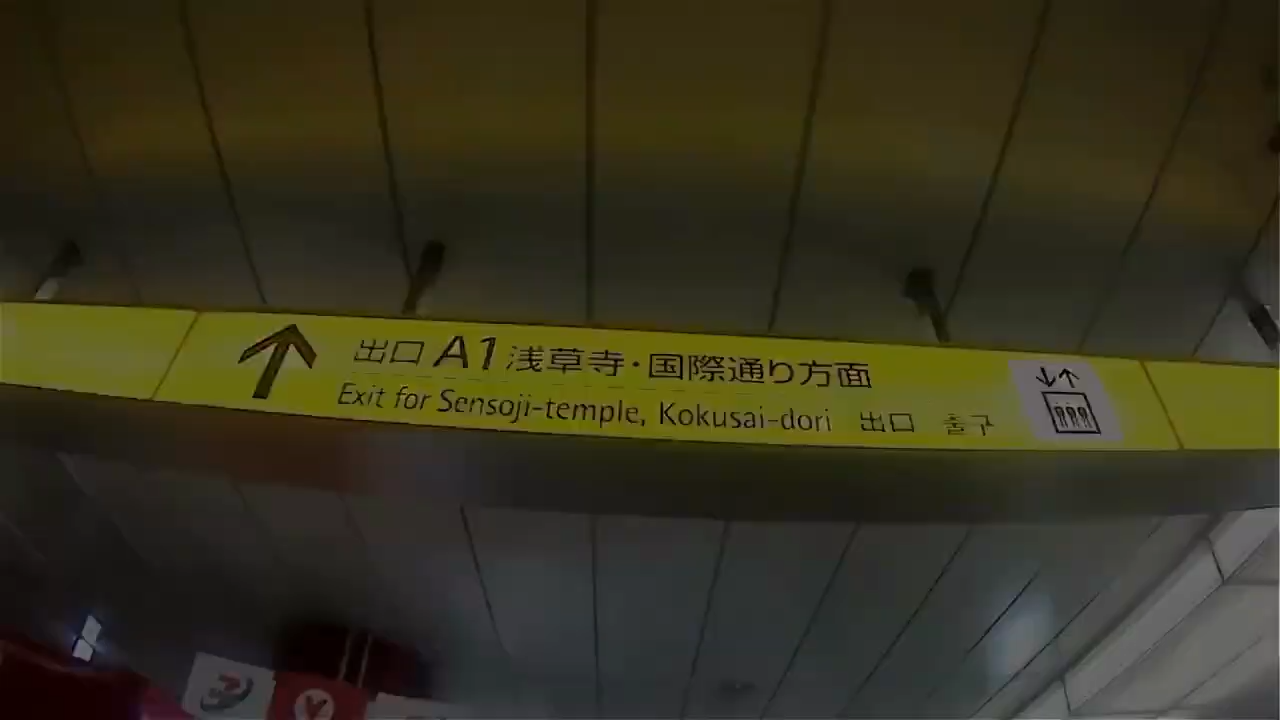 出口 A1 浅草寺・国際通り方面
Exit for Sensoji-temple, Kokusai-dori 出口 출구